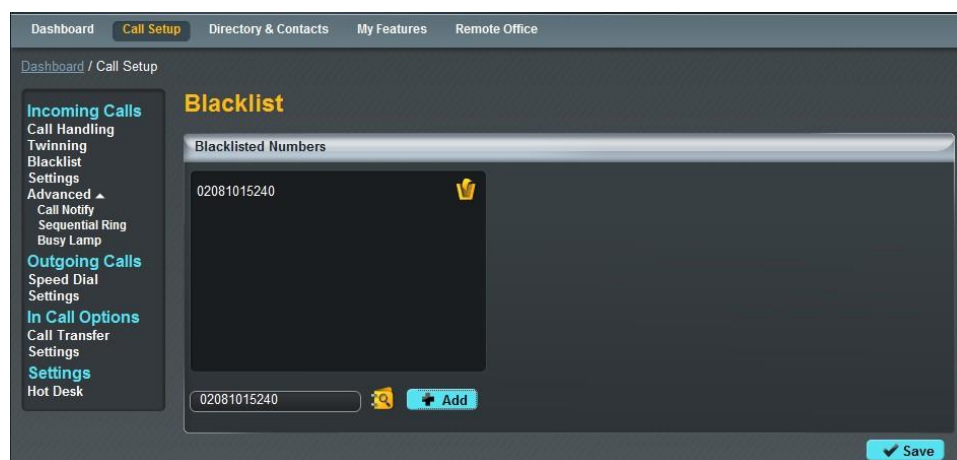 Dashboard Call Setup Directory & Contacts My Features Remote Office
Dashboard / Call Setup
Incoming Calls
Call Handling
Twinning
Blacklist
Settings
Advanced
Call Notify
Sequential Ring
Busy Lamp
Outgoing Calls
Speed Dial
Settings
In Call Options
Call Transfer
Settings
Settings
Hot Desk
Blacklist
Blacklisted Numbers
02081015240
02081015240 Add
Save